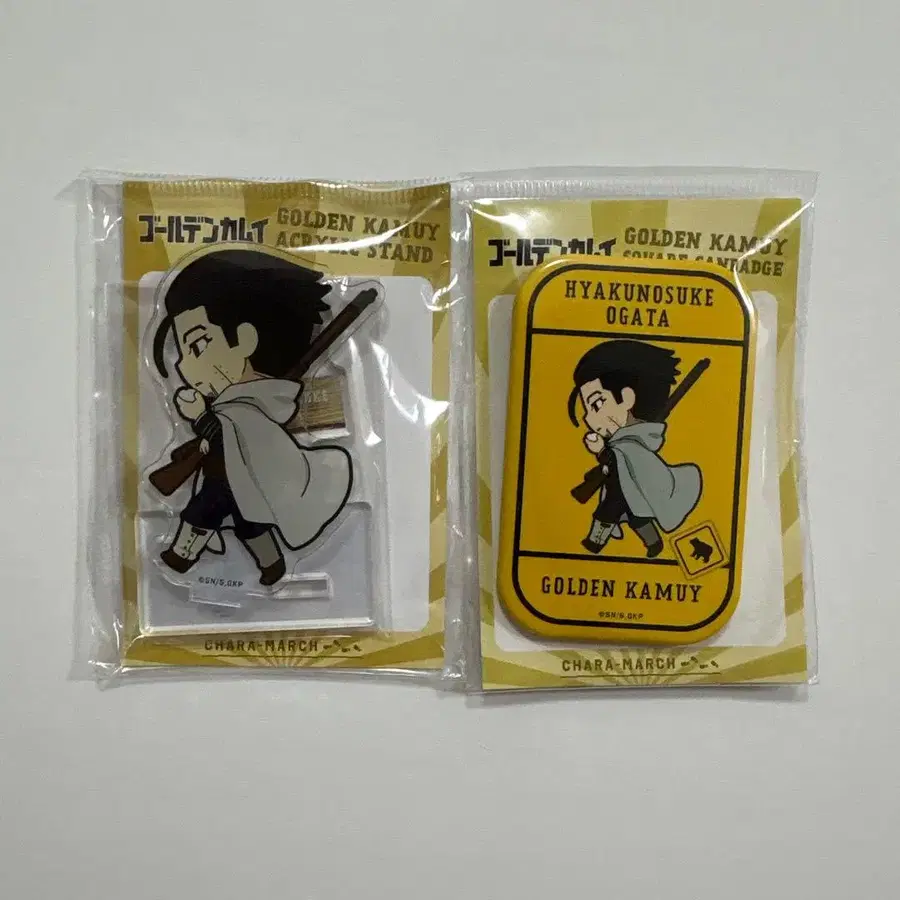 ゴールデンカムイ
GOLDEN KAMUY
ACRYLIC STAND
©SN/S,GKP
CHARA-MARCH
ゴールデンカムイ
GOLDEN KAMUY
SQUARE CANBADGE
HYAKUNOSUKE
OGATA
GOLDEN KAMUY
©SN/S,GKP
CHARA-MARCH